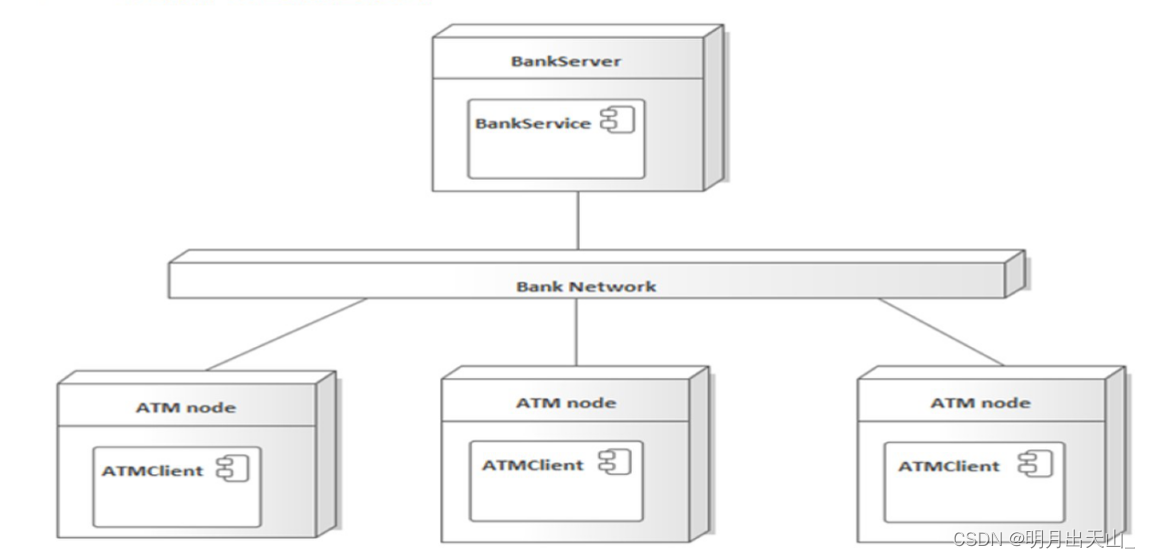 BankServer
BankService
Bank Network
ATM node
ATM node
ATM node
ATMClient
ATMClient
ATMClient
CSDN @明月出天山_